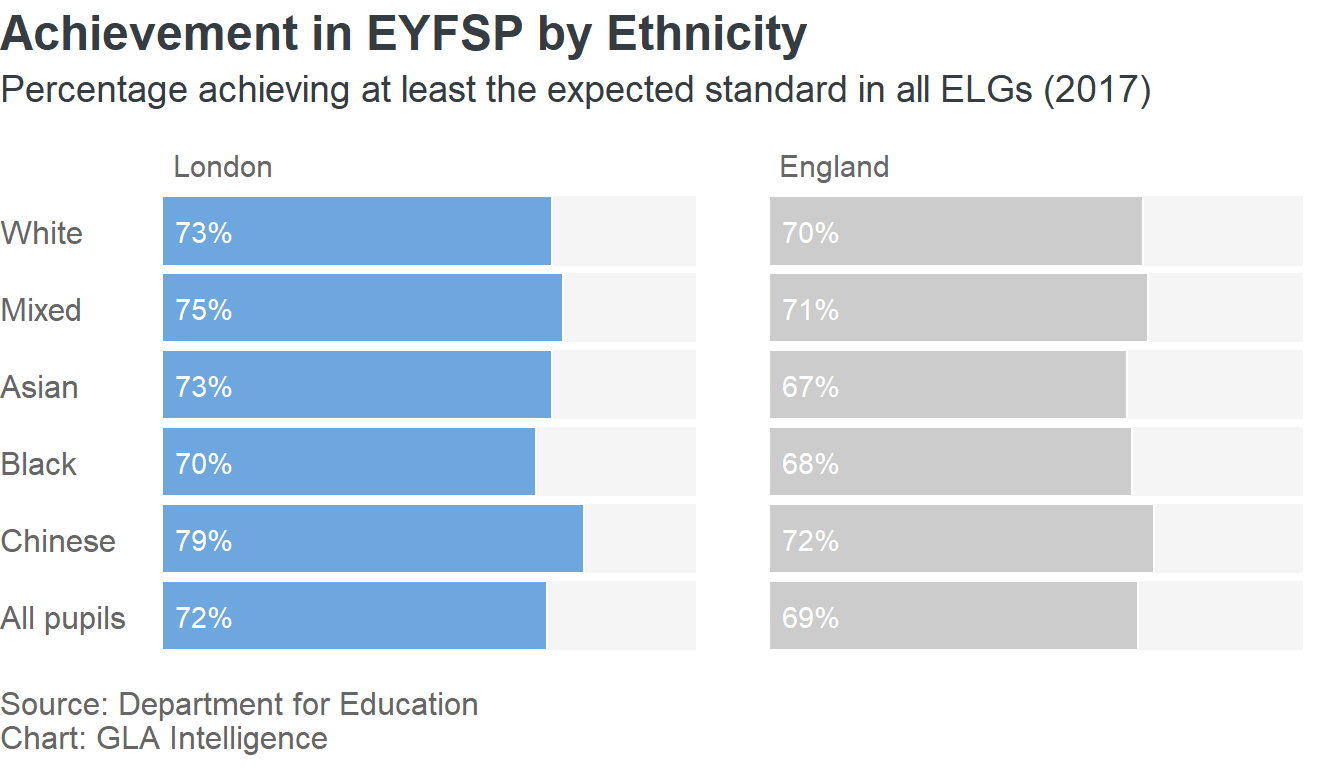 Achievement in EYFSP by Ethnicity
Percentage achieving at least the expected standard in all ELGs (2017)
London England
White 73% 70%
Mixed 75% 71%
Asian 73% 67%
Black 70% 68%
Chinese 79% 72%
All pupils 72% 69%
Source: Department for Education
Chart: GLA Intelligence